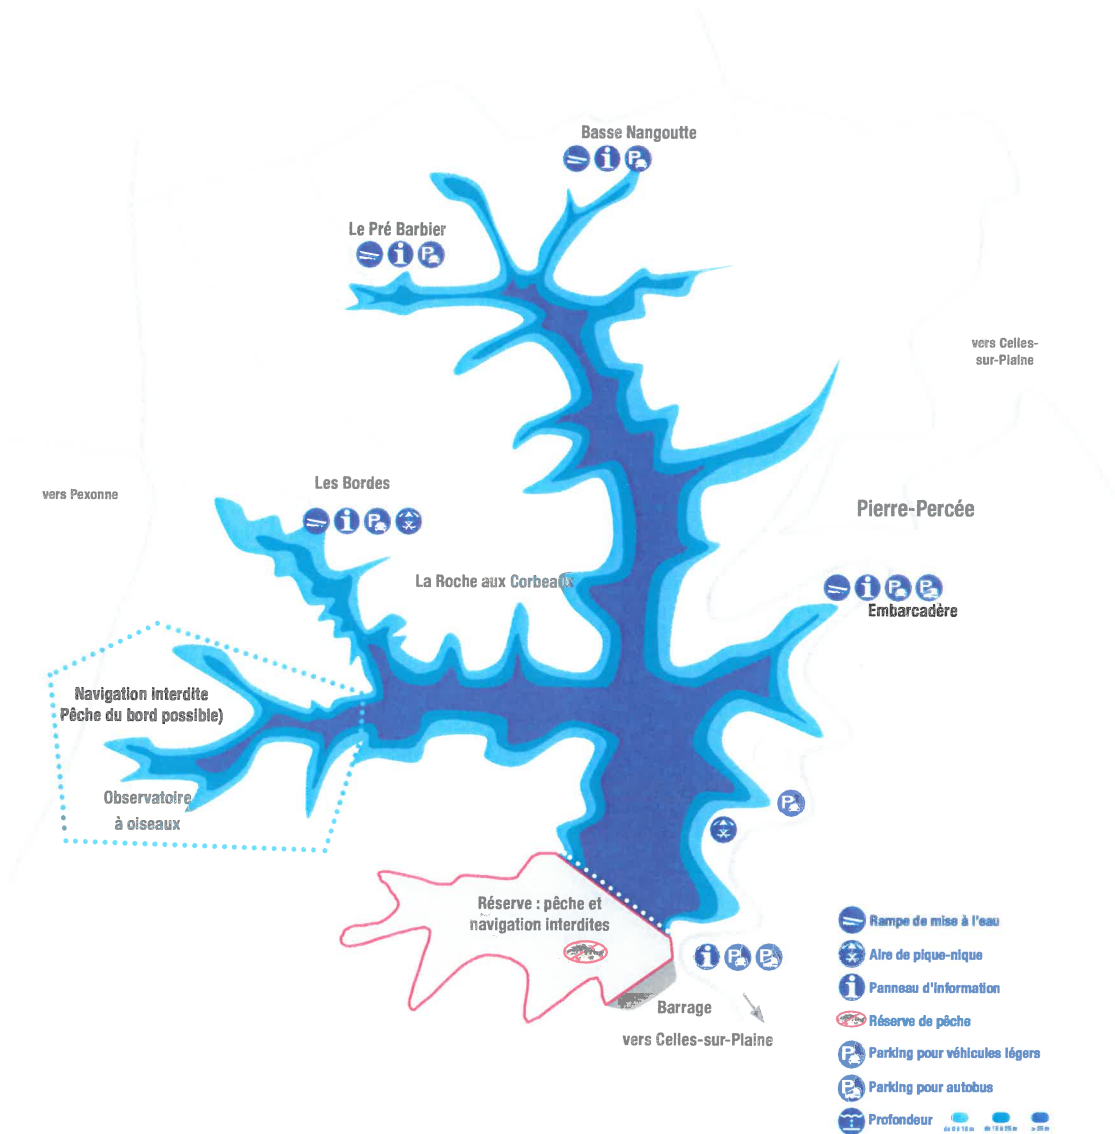 Basse Nangoutte
Le Pré Barbier
vers Celles-
sur-Plaine
Les Bordes
vers Pexonne
Pierre-Percée
La Roche aux Corbeaux
Embarcadère
Navigation interdite
Pêche du bord possible)
Observatoire
à oiseaux
Réserve : pêche et
navigation interdites
Barrage
vers Celles-sur-Plaine
Rampe de mise à l'eau
Aire de pique-nique
Panneau d'information
Réserve de pêche
Parking pour véhicules légers
Parking pour autobus
Profondeur